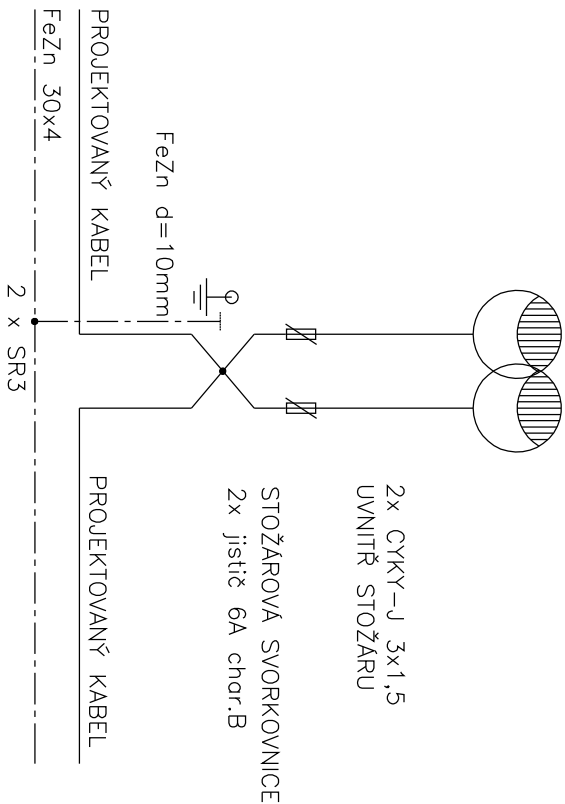 2x CYKY-J 3x1,5
UVNITŘ STOŽÁRU
STOŽÁROVÁ SVORKOVNICE
2x jistič 6A char.B
FeZn d=10mm
PROJEKTOVANÝ KABEL
PROJEKTOVANÝ KABEL
FeZn 30x4
2 x SR3